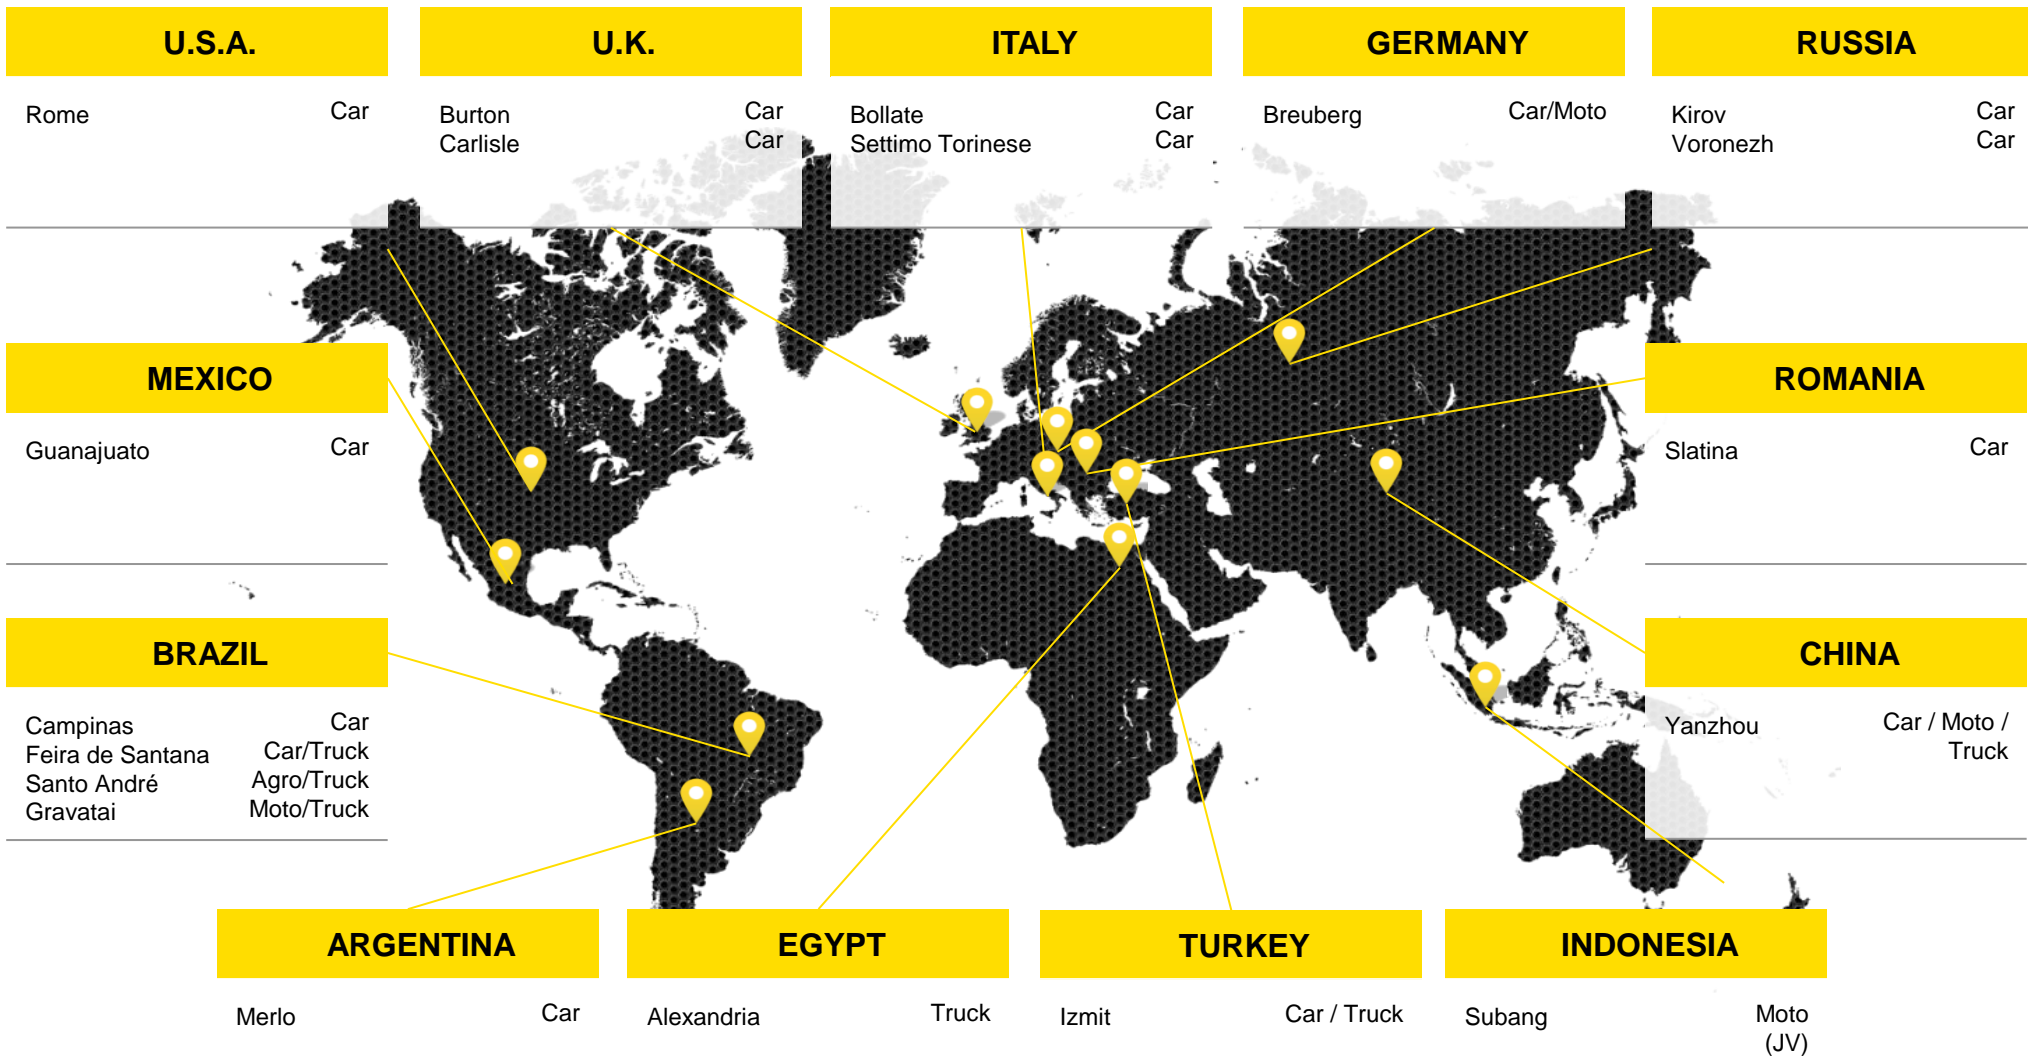 U.S.A.
U.K.
ITALY
GERMANY
RUSSIA
Rome Car
Burton Car
Carlisle Car
Bollate Car
Settimo Torinese Car
Breuberg Car/Moto
Kirov Car
Voronezh Car
MEXICO
Guanajuato Car
ROMANIA
Slatina Car
BRAZIL
Campinas Car
Feira de Santana Car/Truck
Santo André Agro/Truck
Gravatai Moto/Truck
CHINA
Yanzhou Car / Moto /
Truck
ARGENTINA
EGYPT
TURKEY
INDONESIA
Merlo Car
Alexandria Truck
Izmit Car / Truck
Subang Moto
(JV)